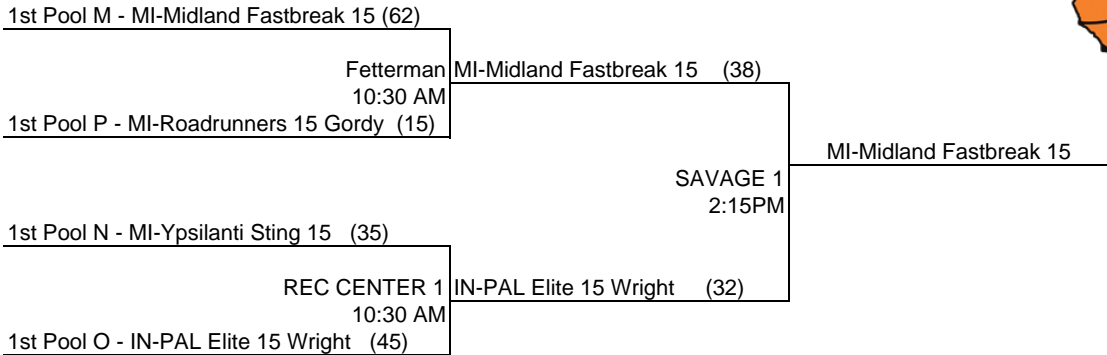 1st Pool M - MI-Midland Fastbreak 15 (62)
Fetterman MI-Midland Fastbreak 15 (38)
10:30 AM
1st Pool P - MI-Roadrunners 15 Gordy (15)
MI-Midland Fastbreak 15
SAVAGE 1
2:15PM
1st Pool N - MI-Ypsilanti Sting 15 (35)
REC CENTER 1 IN-PAL Elite 15 Wright (32)
10:30 AM
1st Pool O - IN-PAL Elite 15 Wright (45)